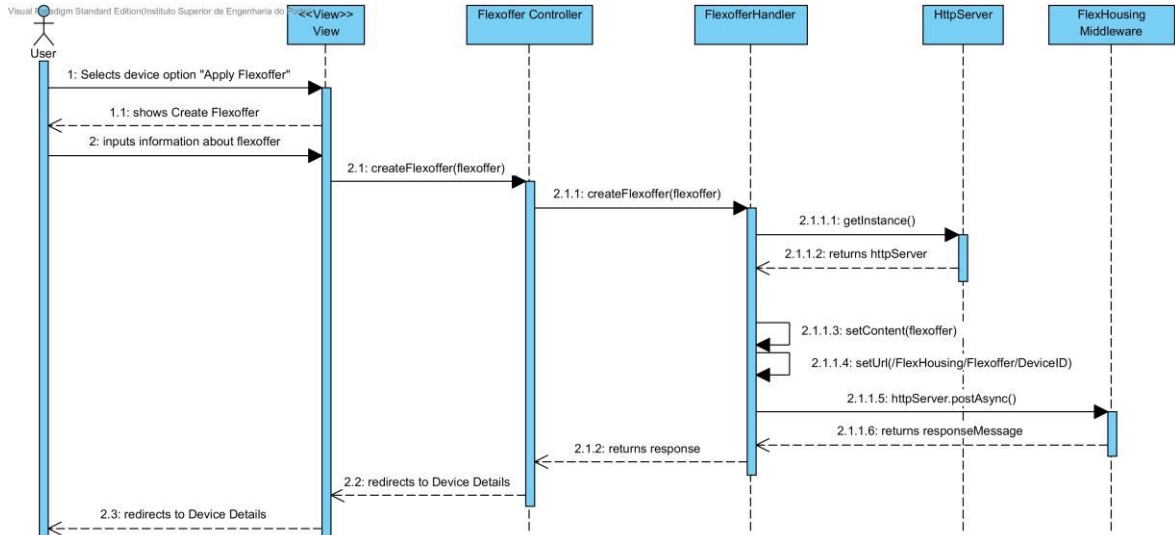 Visual Paradigm Standard Edition(Instituto Superior de Engenharia do Porto)
User
<<View>>
View
Flexoffer Controller
FlexofferHandler
HttpServer
FlexHousing
Middleware
1: Selects device option "Apply Flexoffer"
1.1: shows Create Flexoffer
2: inputs information about flexoffer
2.1: createFlexoffer(flexoffer)
2.1.1: createFlexoffer(flexoffer)
2.1.1.1: getInstance()
2.1.1.2: returns httpServer
2.1.1.3: setContent(flexoffer)
2.1.1.4: setUrl(/FlexHousing/Flexoffer/DeviceID)
2.1.1.5: httpServer.postAsync()
2.1.1.6: returns responseMessage
2.1.2: returns response
2.2: redirects to Device Details
2.3: redirects to Device Details